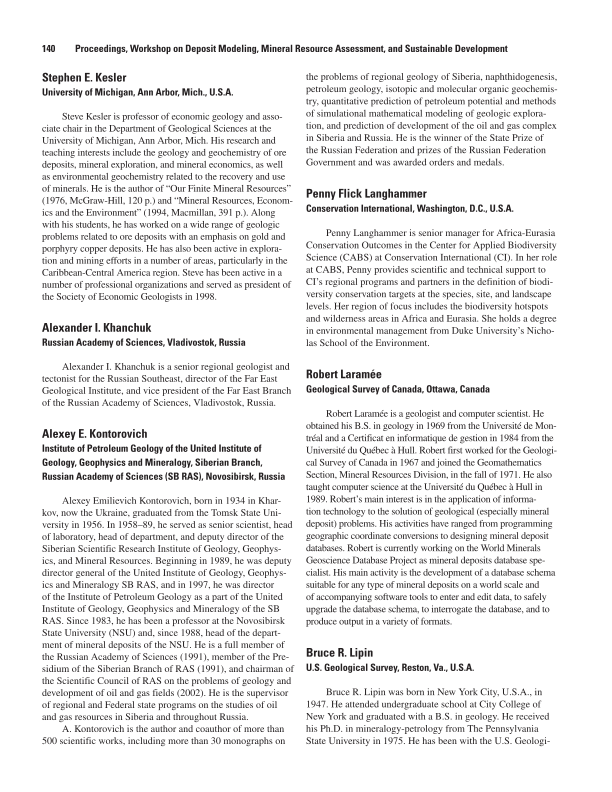 140 Proceedings, Workshop on Deposit Modeling, Mineral Resource Assessment, and Sustainable Development
Stephen E. Kesler
University of Michigan, Ann Arbor, Mich., U.S.A.
Steve Kesler is professor of economic geology and asso-
ciate chair in the Department of Geological Sciences at the
University of Michigan, Ann Arbor, Mich. His research and
teaching interests include the geology and geochemistry of ore
deposits, mineral exploration, and mineral economics, as well
as environmental geochemistry related to the recovery and use
of minerals. He is the author of “Our Finite Mineral Resources”
(1976, McGraw-Hill, 120 p.) and “Mineral Resources, Econom-
ics and the Environment” (1994, Macmillan, 391 p.). Along
with his students, he has worked on a wide range of geologic
problems related to ore deposits with an emphasis on gold and
porphyry copper deposits. He has also been active in explora-
tion and mining efforts in a number of areas, particularly in the
Caribbean-Central America region. Steve has been active in a
number of professional organizations and served as president of
the Society of Economic Geologists in 1998.
Alexander I. Khanchuk
Russian Academy of Sciences, Vladivostok, Russia
Alexander I. Khanchuk is a senior regional geologist and
tectonist for the Russian Southeast, director of the Far East
Geological Institute, and vice president of the Far East Branch
of the Russian Academy of Sciences, Vladivostok, Russia.
Alexey E. Kontorovich
Institute of Petroleum Geology of the United Institute of
Geology, Geophysics and Mineralogy, Siberian Branch,
Russian Academy of Sciences (SB RAS), Novosibirsk, Russia
Alexey Emilievich Kontorovich, born in 1934 in Khar-
kov, now the Ukraine, graduated from the Tomsk State Uni-
versity in 1956. In 1958–89, he served as senior scientist, head
of laboratory, head of department, and deputy director of the
Siberian Scientific Research Institute of Geology, Geophys-
ics, and Mineral Resources. Beginning in 1989, he was deputy
director general of the United Institute of Geology, Geophys-
ics and Mineralogy SB RAS, and in 1997, he was director
of the Institute of Petroleum Geology as a part of the United
Institute of Geology, Geophysics and Mineralogy of the SB
RAS. Since 1983, he has been a professor at the Novosibirsk
State University (NSU) and, since 1988, head of the depart-
ment of mineral deposits of the NSU. He is a full member of
the Russian Academy of Sciences (1991), member of the Pre-
sidium of the Siberian Branch of RAS (1991), and chairman of
the Scientific Council of RAS on the problems of geology and
development of oil and gas fields (2002). He is the supervisor
of regional and Federal state programs on the studies of oil
and gas resources in Siberia and throughout Russia.
A. Kontorovich is the author and coauthor of more than
500 scientific works, including more than 30 monographs on
the problems of regional geology of Siberia, naphthidogenesis,
petroleum geology, isotopic and molecular organic geochemis-
try, quantitative prediction of petroleum potential and methods
of simulational mathematical modeling of geologic explora-
tion, and prediction of development of the oil and gas complex
in Siberia and Russia. He is the winner of the State Prize of
the Russian Federation and prizes of the Russian Federation
Government and was awarded orders and medals.
Penny Flick Langhammer
Conservation International, Washington, D.C., U.S.A.
Penny Langhammer is senior manager for Africa-Eurasia
Conservation Outcomes in the Center for Applied Biodiversity
Science (CABS) at Conservation International (CI). In her role
at CABS, Penny provides scientific and technical support to
CI’s regional programs and partners in the definition of biodi-
versity conservation targets at the species, site, and landscape
levels. Her region of focus includes the biodiversity hotspots
and wilderness areas in Africa and Eurasia. She holds a degree
in environmental management from Duke University’s Nicho-
las School of the Environment.
Robert Laramée
Geological Survey of Canada, Ottawa, Canada
Robert Laramée is a geologist and computer scientist. He
obtained his B.S. in geology in 1969 from the Université de Mon-
tréal and a Certificat en informatique de gestion in 1984 from the
Université du Québec à Hull. Robert first worked for the Geologi-
cal Survey of Canada in 1967 and joined the Geomathematics
Section, Mineral Resources Division, in the fall of 1971. He also
taught computer science at the Université du Québec à Hull in
1989. Robert’s main interest is in the application of informa-
tion technology to the solution of geological (especially mineral
deposit) problems. His activities have ranged from programming
geographic coordinate conversions to designing mineral deposit
databases. Robert is currently working on the World Minerals
Geoscience Database Project as mineral deposits database spe-
cialist. His main activity is the development of a database schema
suitable for any type of mineral deposits on a world scale and
of accompanying software tools to enter and edit data, to safely
upgrade the database schema, to interrogate the database, and to
produce output in a variety of formats.
Bruce R. Lipin
U.S. Geological Survey, Reston, Va., U.S.A.
Bruce R. Lipin was born in New York City, U.S.A., in
1947. He attended undergraduate school at City College of
New York and graduated with a B.S. in geology. He received
his Ph.D. in mineralogy-petrology from The Pennsylvania
State University in 1975. He has been with the U.S. Geologi-